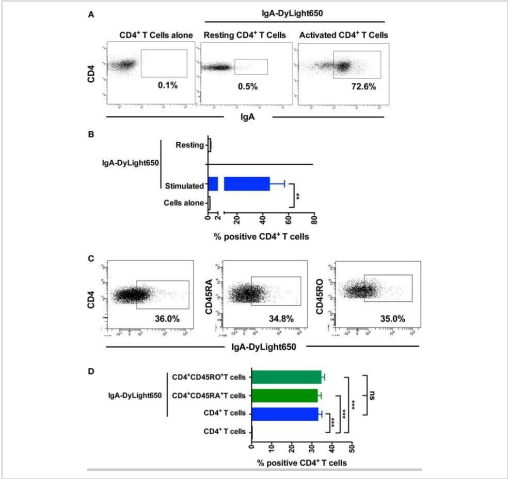 A
IgA-DyLight650
CD4⁺ T Cells alone
Resting CD4⁺ T Cells
Activated CD4⁺ T Cells
CD4
0.1%
0.5%
72.6%
IgA
B
IgA-DyLight650
Resting
Stimulated
Cells alone
**
0 2 20 40 60 80
% positive CD4⁺ T cells
C
CD4
36.0%
CD45RA
34.8%
CD45RO
35.0%
IgA-DyLight650
D
IgA-DyLight650
CD4⁺CD45RO⁺T cells
CD4⁺CD45RA⁺T cells
CD4⁺ T cells
CD4⁺ T cells
*** *** *** ns
0 10 20 30 40 50
% positive CD4⁺ T cells